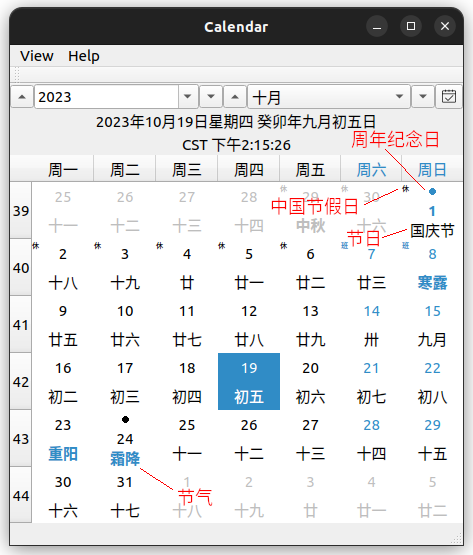 Calendar
View Help
2023 十月
2023年10月19日星期四 癸卯年九月初五日
CST 下午2:15:26
周年纪念日
周一 周二 周三 周四 周五 周六 周日
39
25 26 27 28 休 29 休 30 休 1
十一 十二 十三 十四 中秋 十六 国庆节
中国节假日
节日
40
休 2 休 3 休 4 休 5 休 6 班 7 班 8
十八 十九 廿 廿一 廿二 廿三 寒露
41
9 10 11 12 13 14 15
廿五 廿六 廿七 廿八 廿九 卅 九月
42
16 17 18 19 20 21 22
初二 初三 初四 初五 初六 初七 初八
43
23 24 25 26 27 28 29
重阳 霜降 十一 十二 十三 十四 十五
节气
44
30 31 1 2 3 4 5
十六 十七 十八 十九 廿 廿一 廿二